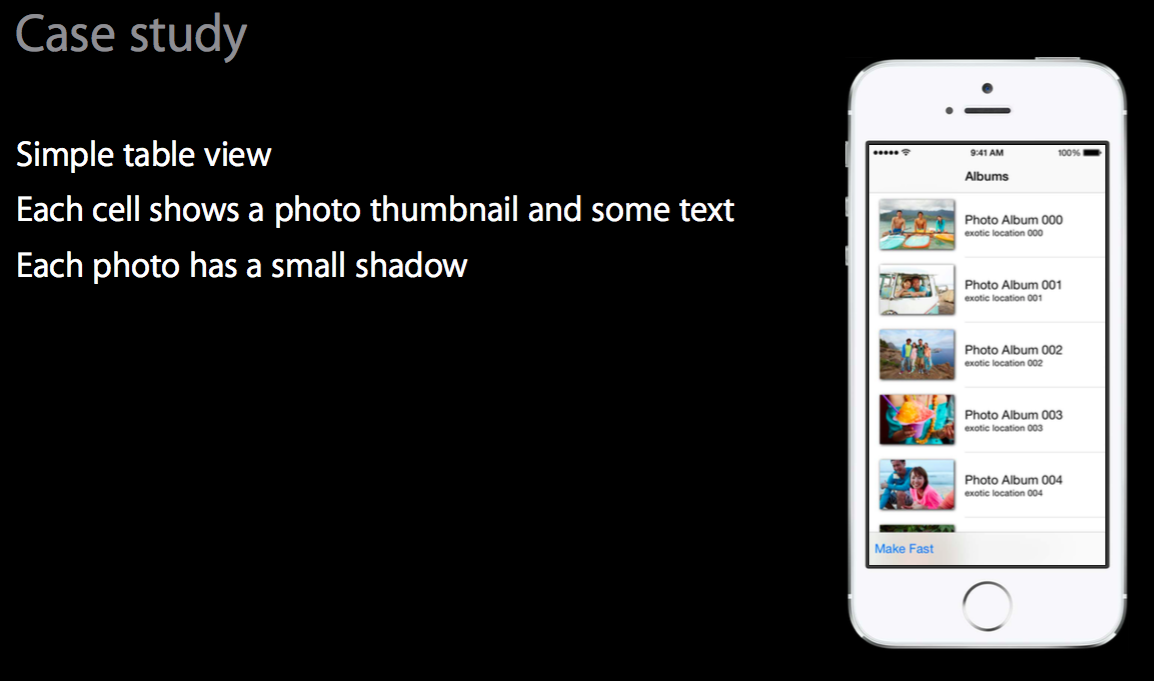 Case study
Simple table view
Each cell shows a photo thumbnail and some text
Each photo has a small shadow
9:41 AM
100%
Albums
Photo Album 000
exotic location 000
Photo Album 001
exotic location 001
Photo Album 002
exotic location 002
Photo Album 003
exotic location 003
Photo Album 004
exotic location 004
Make Fast